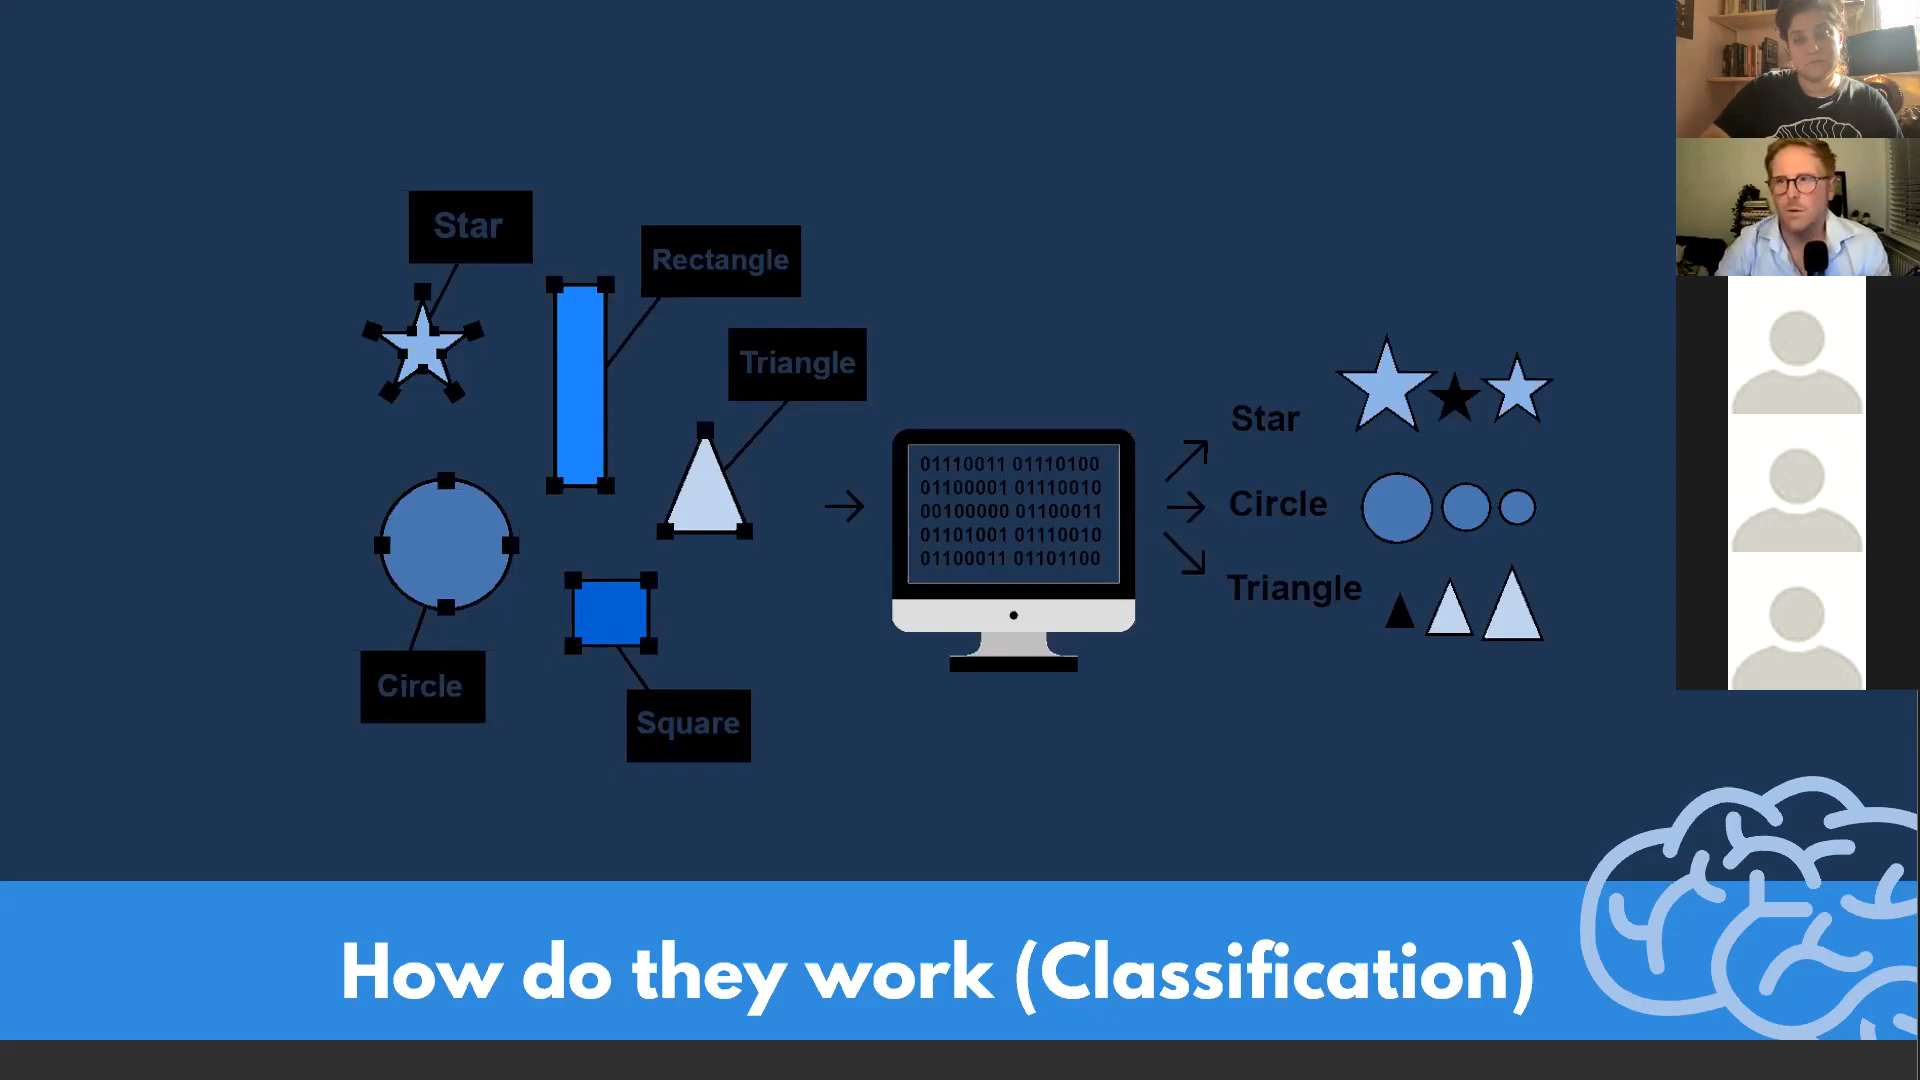 Star
Rectangle
Triangle
Circle
Square
01110011 01110100
01100001 01110010
00100000 01100011
01101001 01110010
01100011 01101100
Star
Circle
Triangle
How do they work (Classification)